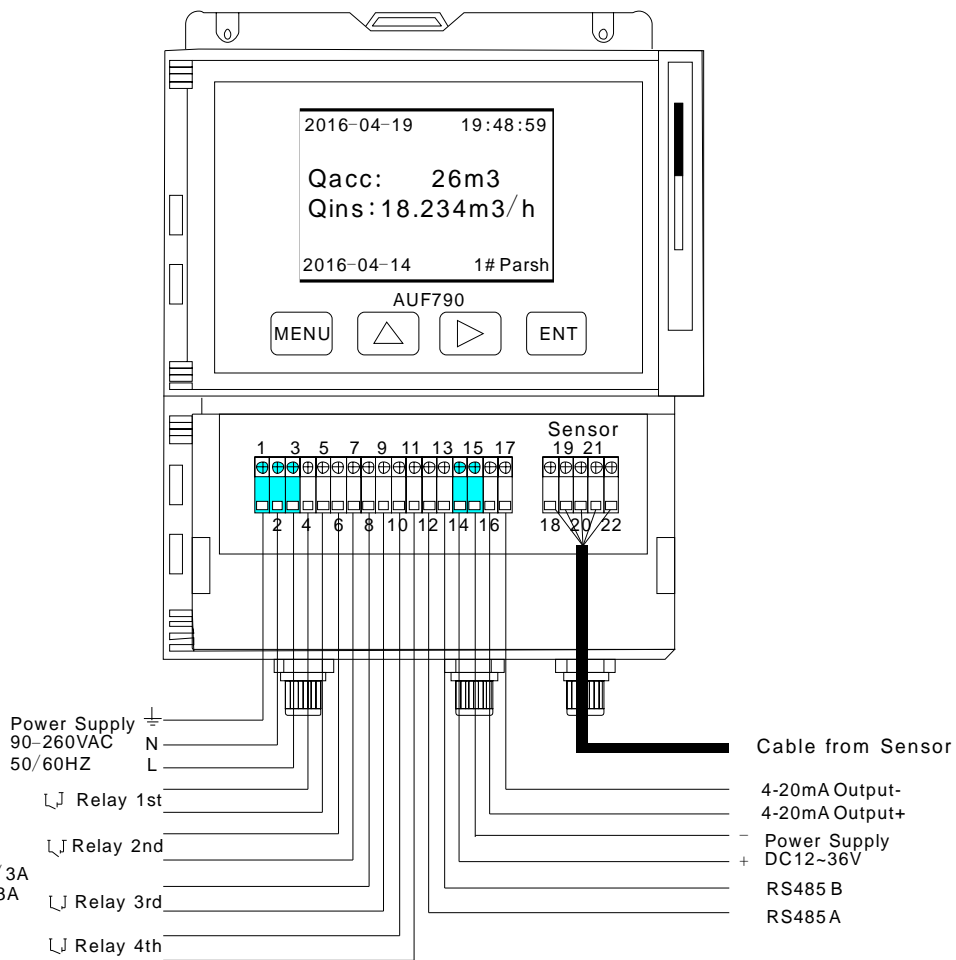 2016-04-19 19:48:59
Qacc: 26m3
Qins:18.234m3/h
2016-04-14 1# Parsh
AUF790
MENU ENT
Sensor
1 3 5 7 9 11 13 15 17 19 21
2 4 6 8 10 12 14 16 18 20 22
Power Supply
90-260VAC N
50/60HZ L
Relay 1st
Relay 2nd
/3A
3A
Relay 3rd
Relay 4th
Cable from Sensor
4-20mA Output-
4-20mA Output+
- Power Supply
+ DC12~36V
RS485 B
RS485 A